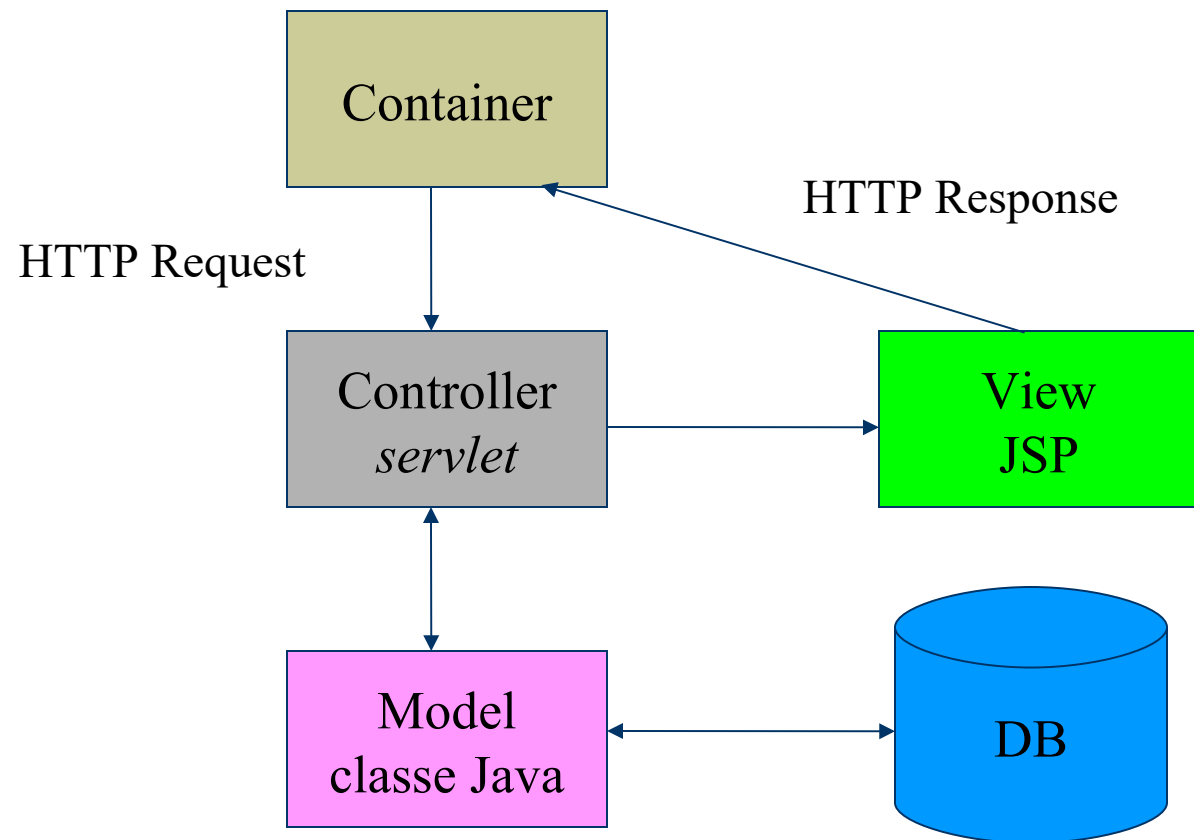 Container
HTTP Response
HTTP Request
Controller
servlet
View
JSP
Model
classe Java
DB